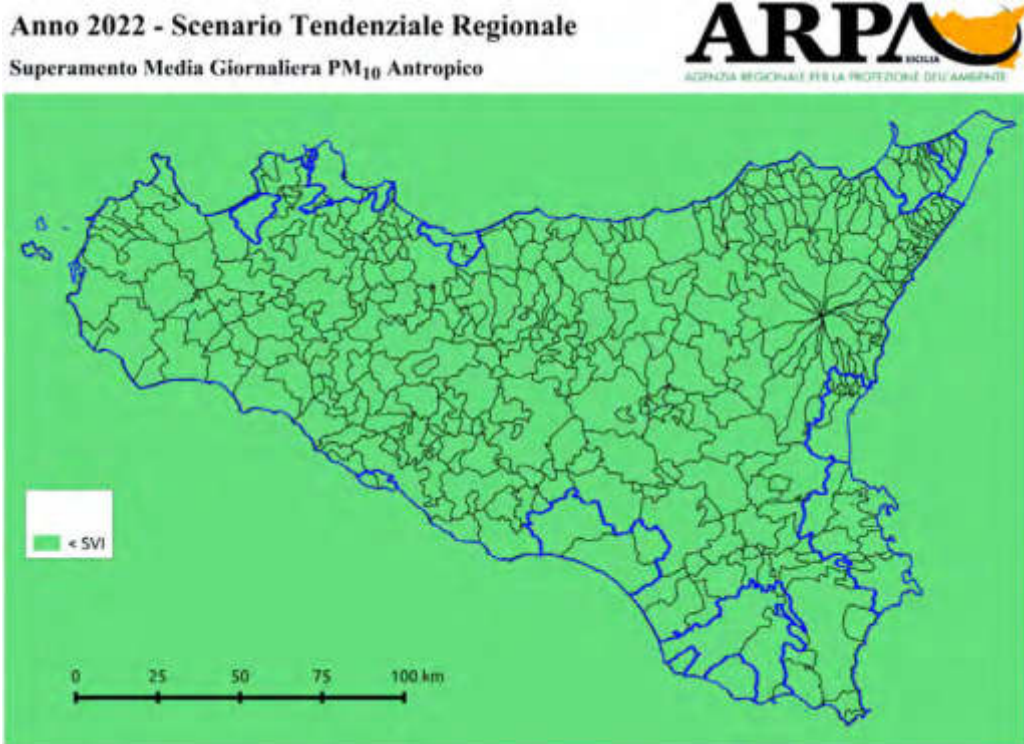 Anno 2022 - Scenario Tendenziale Regionale
Superamento Media Giornaliera PM10 Antropico
ARPA
SICILIA
AGENZIA REGIONALE PER LA PROTEZIONE DELL'AMBIENTE
< SVI
0 25 50 75 100 km